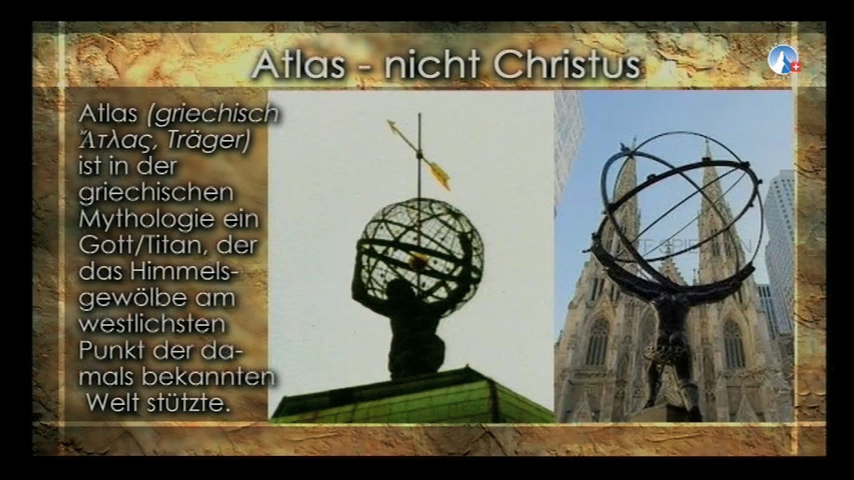 Atlas - nicht Christus
Atlas (griechisch
Ἄτλας, Träger)
ist in der
griechischen
Mythologie ein
Gott/Titan, der
das Himmels-
gewölbe am
westlichsten
Punkt der da-
mals bekannten
Welt stützte.